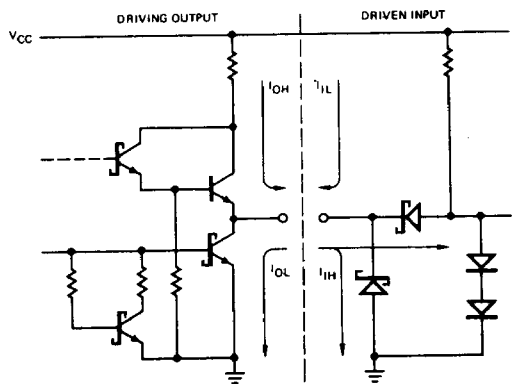 DRIVING OUTPUT
DRIVEN INPUT
VCC
IOH
IIL
IOL
IIH